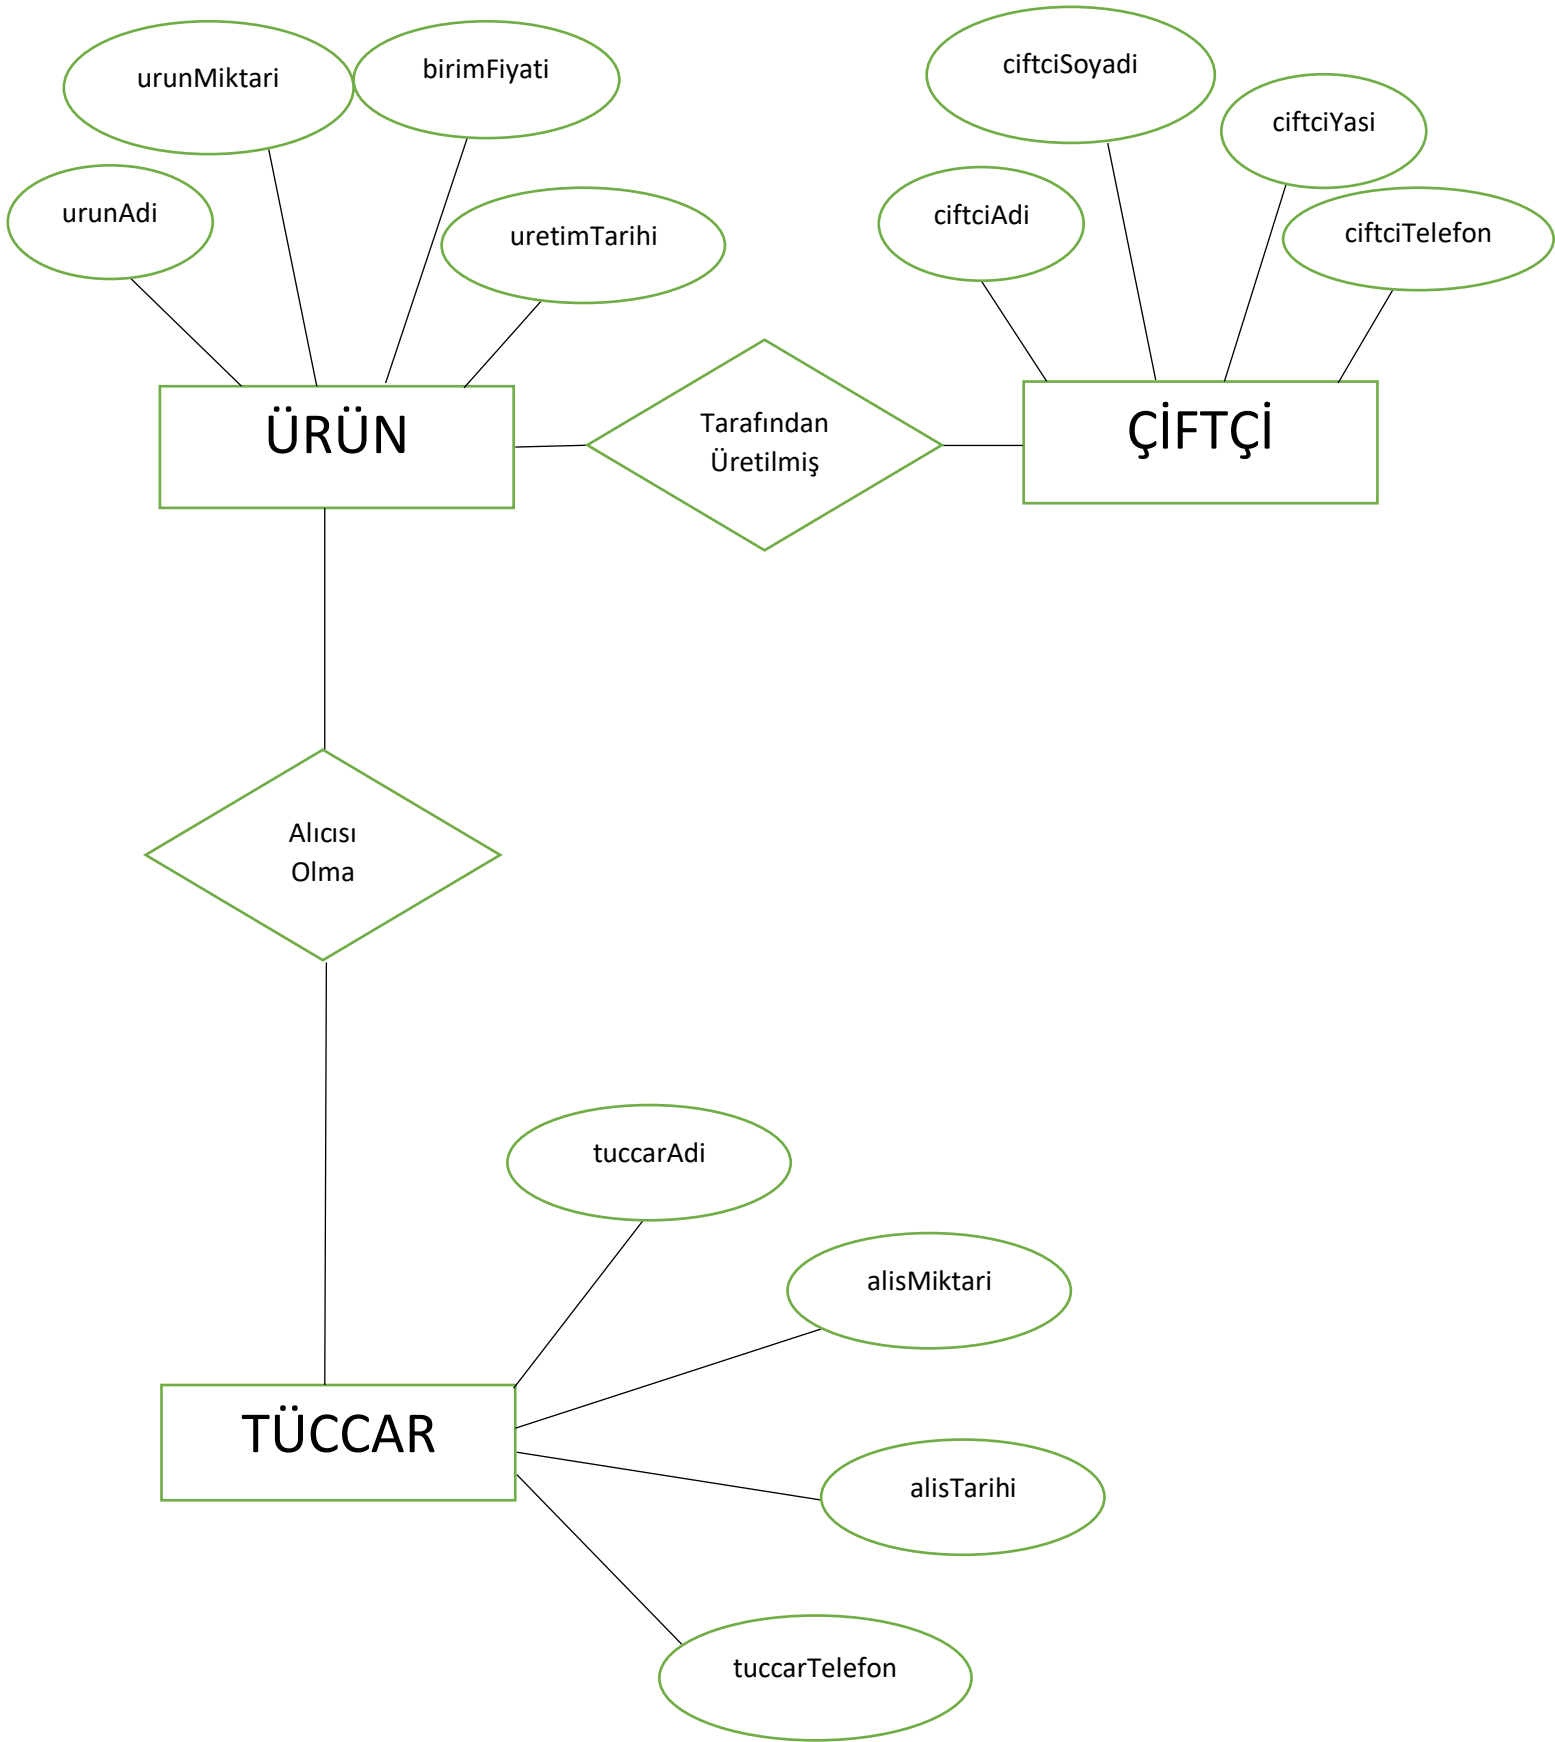 urunMiktari
birimFiyati
urunAdi
uretimTarihi
ciftciSoyadi
ciftciYasi
ciftciAdi
ciftciTelefon
ÜRÜN
Tarafından
Üretilmiş
ÇİFTÇİ
Alıcısı
Olma
tuccarAdi
alisMiktari
TÜCCAR
alisTarihi
tuccarTelefon